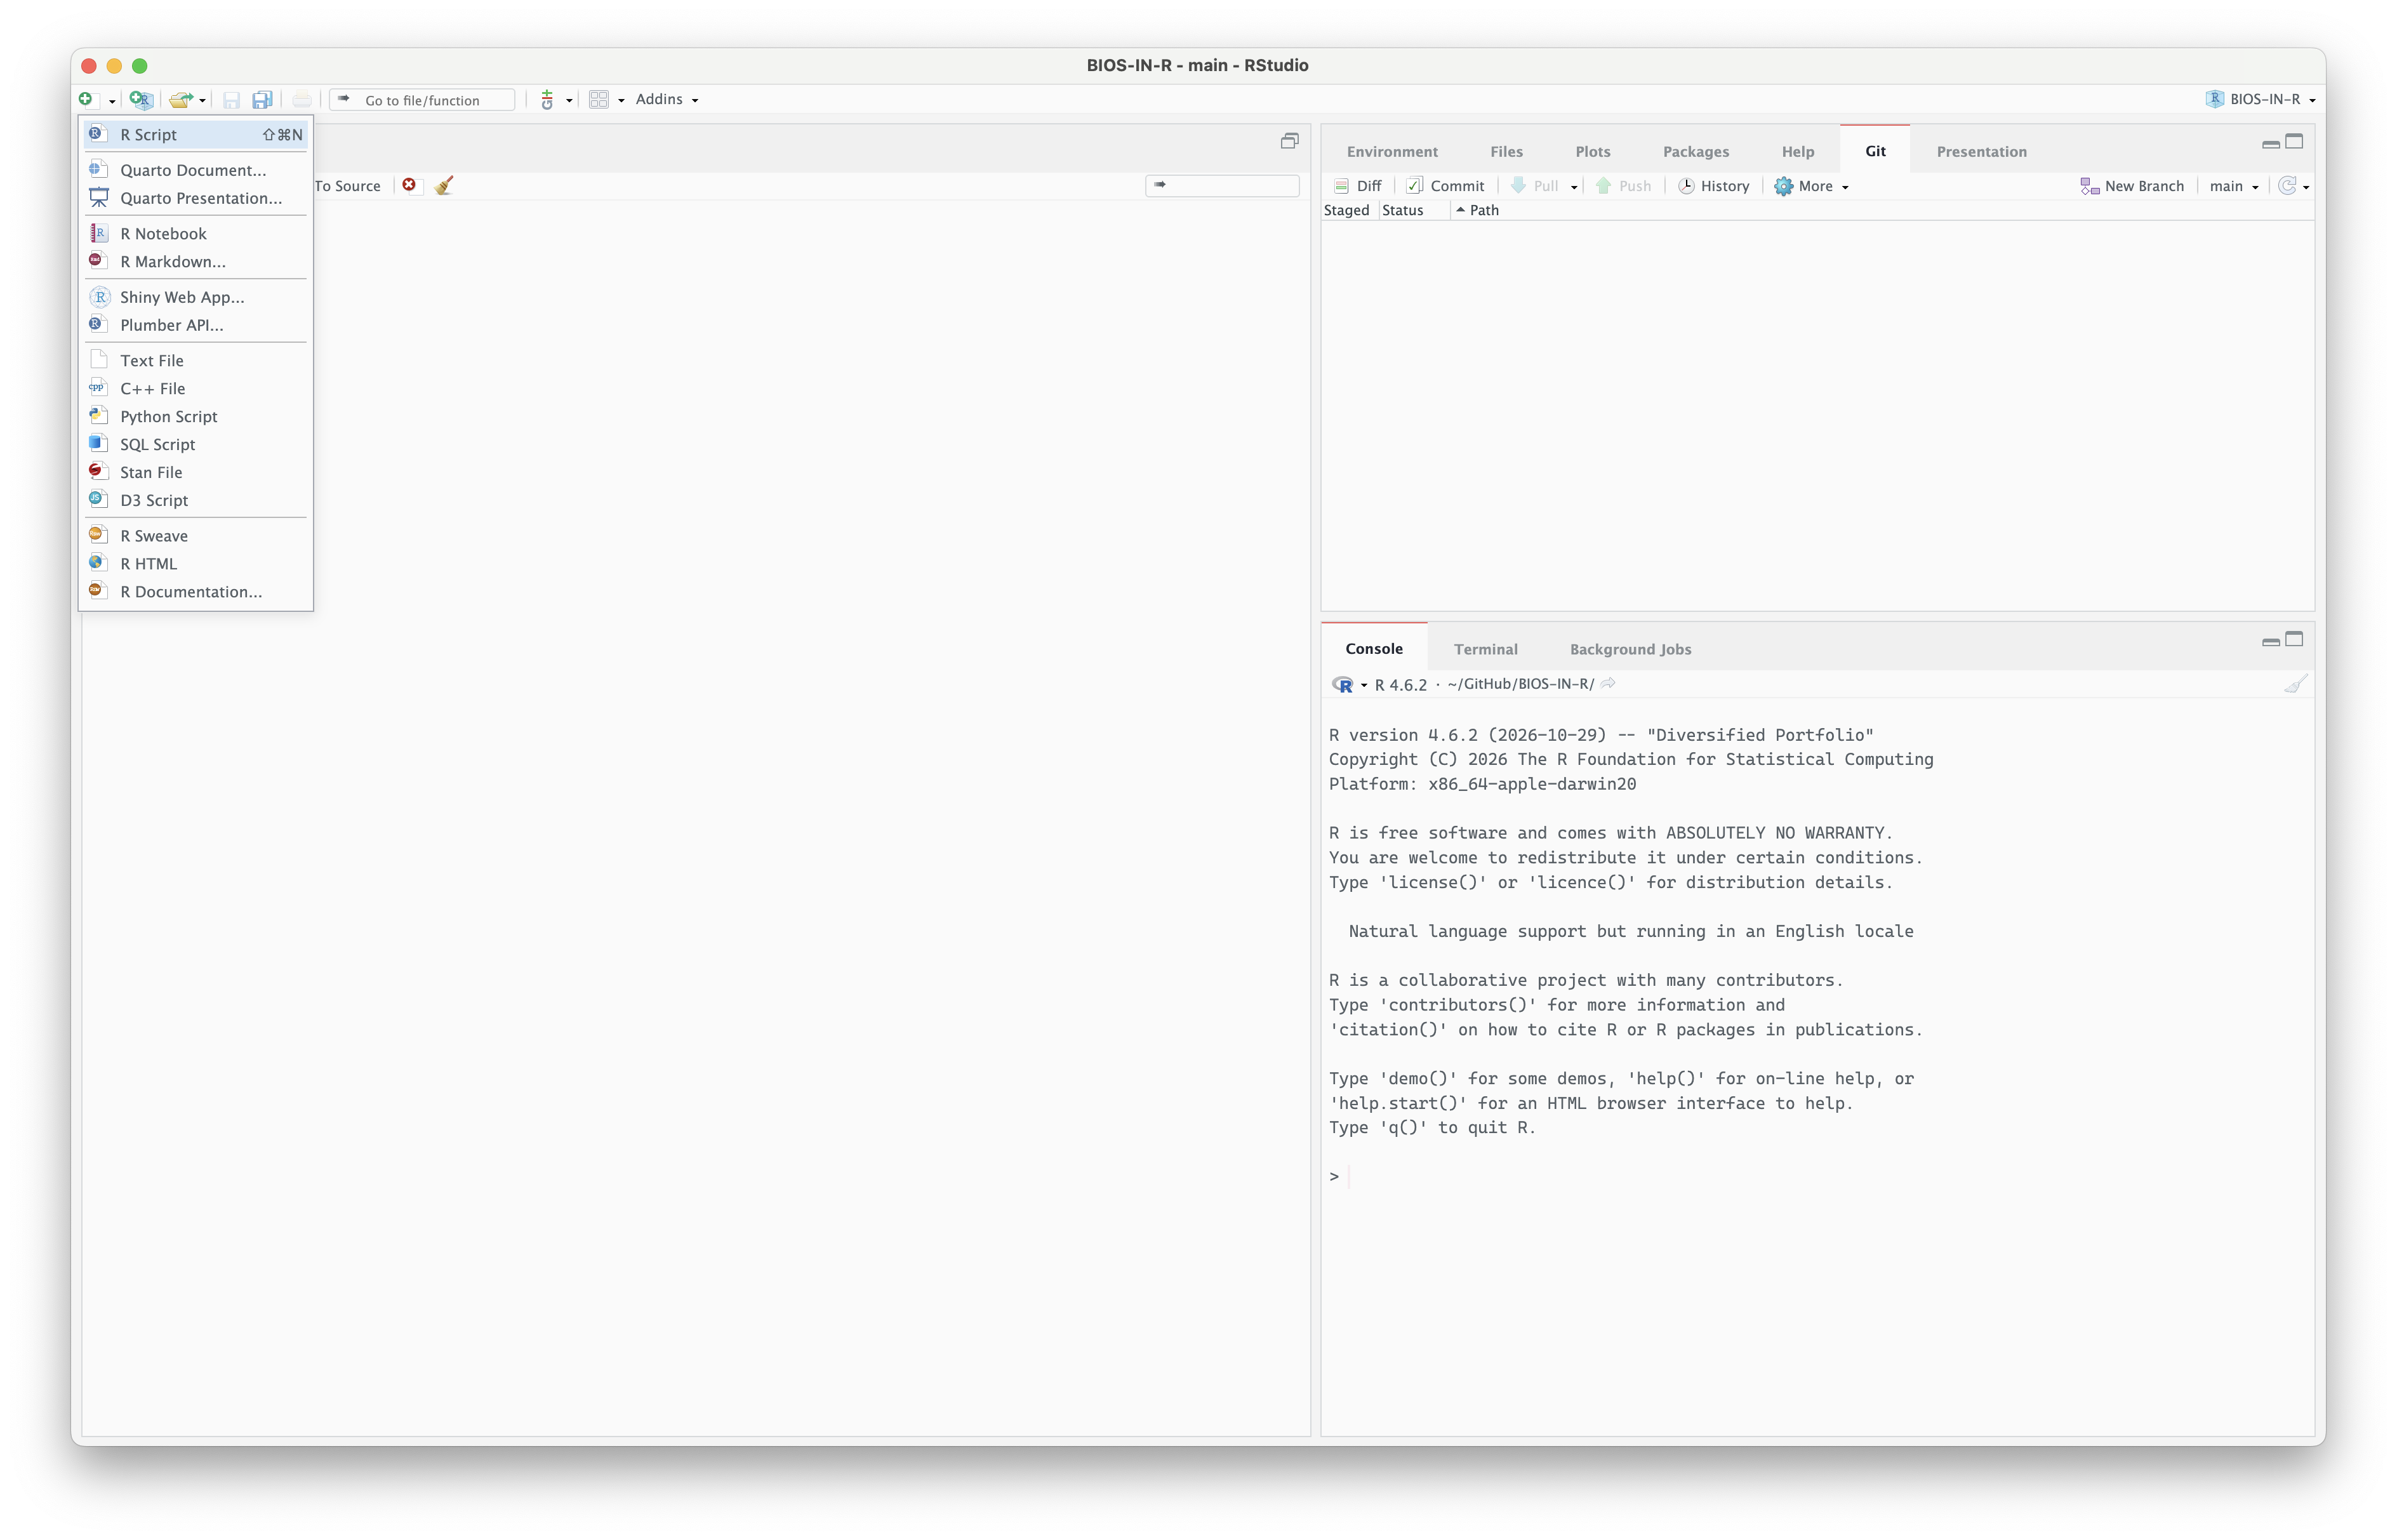 BIOS-IN-R - main - RStudio
Go to file/function
Addins
BIOS-IN-R
R Script ⇧⌘N
Quarto Document...
Quarto Presentation...
R Notebook
R Markdown...
Shiny Web App...
Plumber API...
Text File
C++ File
Python Script
SQL Script
Stan File
D3 Script
R Sweave
R HTML
R Documentation...
To Source
Environment Files Plots Packages Help Git Presentation
Diff Commit Pull Push History More New Branch main
Staged Status Path
Console Terminal Background Jobs
R 4.6.2 · ~/GitHub/BIOS-IN-R/
R version 4.6.2 (2026-10-29) -- "Diversified Portfolio"
Copyright (C) 2026 The R Foundation for Statistical Computing
Platform: x86_64-apple-darwin20
R is free software and comes with ABSOLUTELY NO WARRANTY.
You are welcome to redistribute it under certain conditions.
Type 'license()' or 'licence()' for distribution details.
Natural language support but running in an English locale
R is a collaborative project with many contributors.
Type 'contributors()' for more information and
'citation()' on how to cite R or R packages in publications.
Type 'demo()' for some demos, 'help()' for on-line help, or
'help.start()' for an HTML browser interface to help.
Type 'q()' to quit R.
>